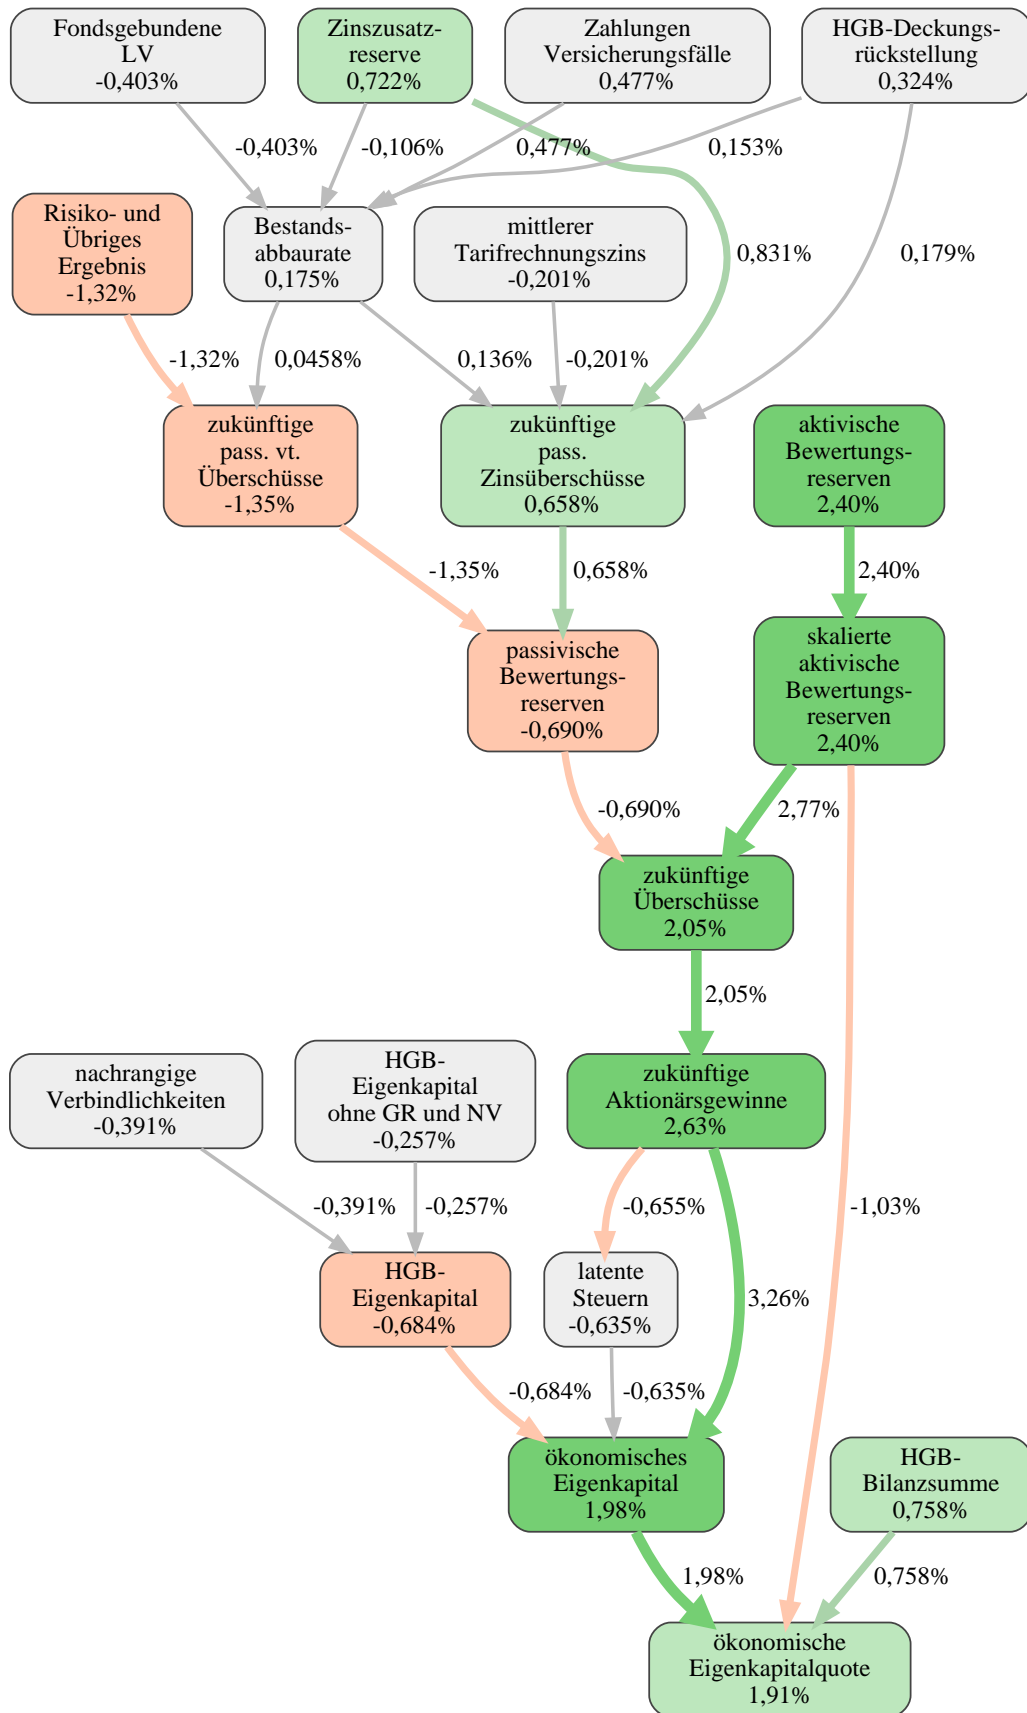 Fondsgebundene
LV
-0,403%
Zinszusatz-
reserve
0,722%
Zahlungen
Versicherungsfälle
0,477%
HGB-Deckungs-
rückstellung
0,324%
-0,403%
-0,106%
0,477%
0,153%
Risiko- und
Übriges
Ergebnis
-1,32%
Bestands-
abbaurate
0,175%
mittlerer
Tarifrechnungszins
-0,201%
0,831%
0,179%
-1,32%
0,0458%
0,136%
-0,201%
zukünftige
pass. vt.
Überschüsse
-1,35%
zukünftige
pass.
Zinsüberschüsse
0,658%
aktivische
Bewertungs-
reserven
2,40%
-1,35%
0,658%
2,40%
passivische
Bewertungs-
reserven
-0,690%
skalierte
aktivische
Bewertungs-
reserven
2,40%
-0,690%
2,77%
zukünftige
Überschüsse
2,05%
2,05%
nachrangige
Verbindlichkeiten
-0,391%
HGB-
Eigenkapital
ohne GR und NV
-0,257%
zukünftige
Aktionärsgewinne
2,63%
-0,391%
-0,257%
-0,655%
-1,03%
HGB-
Eigenkapital
-0,684%
latente
Steuern
-0,635%
3,26%
-0,684%
-0,635%
ökonomisches
Eigenkapital
1,98%
HGB-
Bilanzsumme
0,758%
1,98%
0,758%
ökonomische
Eigenkapitalquote
1,91%